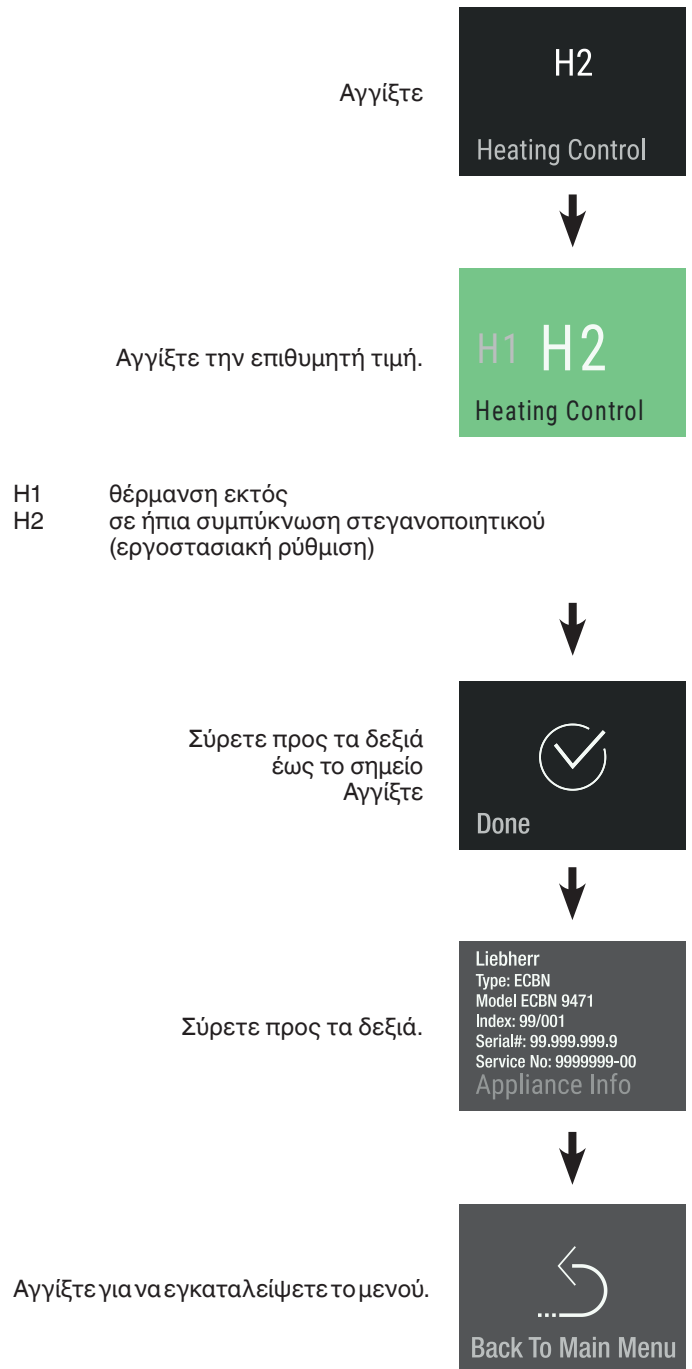 Αγγίξτε
H2
Heating Control
Αγγίξτε την επιθυμητή τιμή.
H1 H2
Heating Control
H1 θέρμανση εκτός
H2 σε ήπια συμπύκνωση στεγανοποιητικού
(εργοστασιακή ρύθμιση)
Σύρετε προς τα δεξιά
έως το σημείο
Αγγίξτε
Done
Σύρετε προς τα δεξιά.
Liebherr
Type: ECBN
Model ECBN 9471
Index: 99/001
Serial#: 99.999.999.9
Service No: 9999999-00
Appliance Info
Αγγίξτε για να εγκαταλείψετε το μενού.
Back To Main Menu